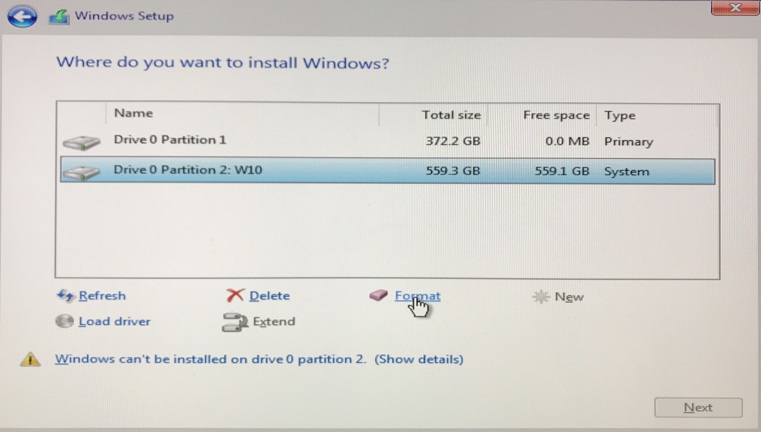 Windows Setup
Where do you want to install Windows?
Name Total size Free space Type
Drive 0 Partition 1 372.2 GB 0.0 MB Primary
Drive 0 Partition 2: W10 559.3 GB 559.1 GB System
Refresh Delete Format New
Load driver Extend
Windows can't be installed on drive 0 partition 2. (Show details)
Next